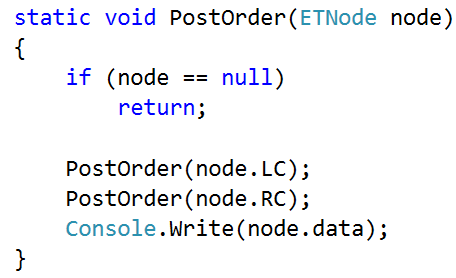 static void PostOrder(ETNode node)
{
    if (node == null)
        return;

    PostOrder(node.LC);
    PostOrder(node.RC);
    Console.Write(node.data);
}